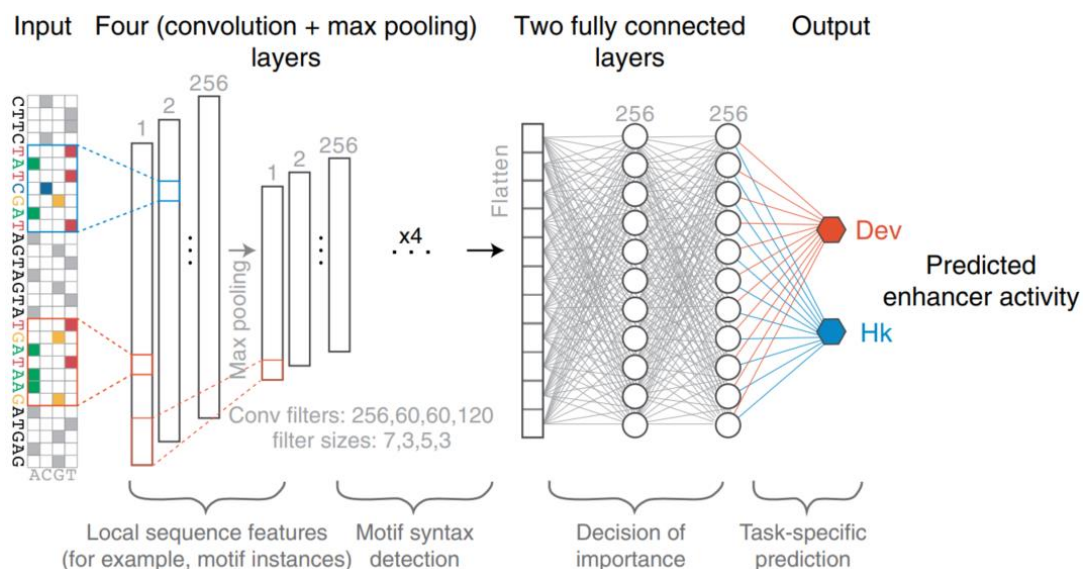 Input
Four (convolution + max pooling)
layers
Two fully connected
layers
Output
CTTCTATCGATAGTAGTATGATAAGATGAG
ACGT
1
2
256
Max pooling
1
2
256
Conv filters: 256,60,60,120
filter sizes: 7,3,5,3
x4
Flatten
256
256
Dev
Hk
Predicted
enhancer activity
Local sequence features
(for example, motif instances)
Motif syntax
detection
Decision of
importance
Task-specific
prediction